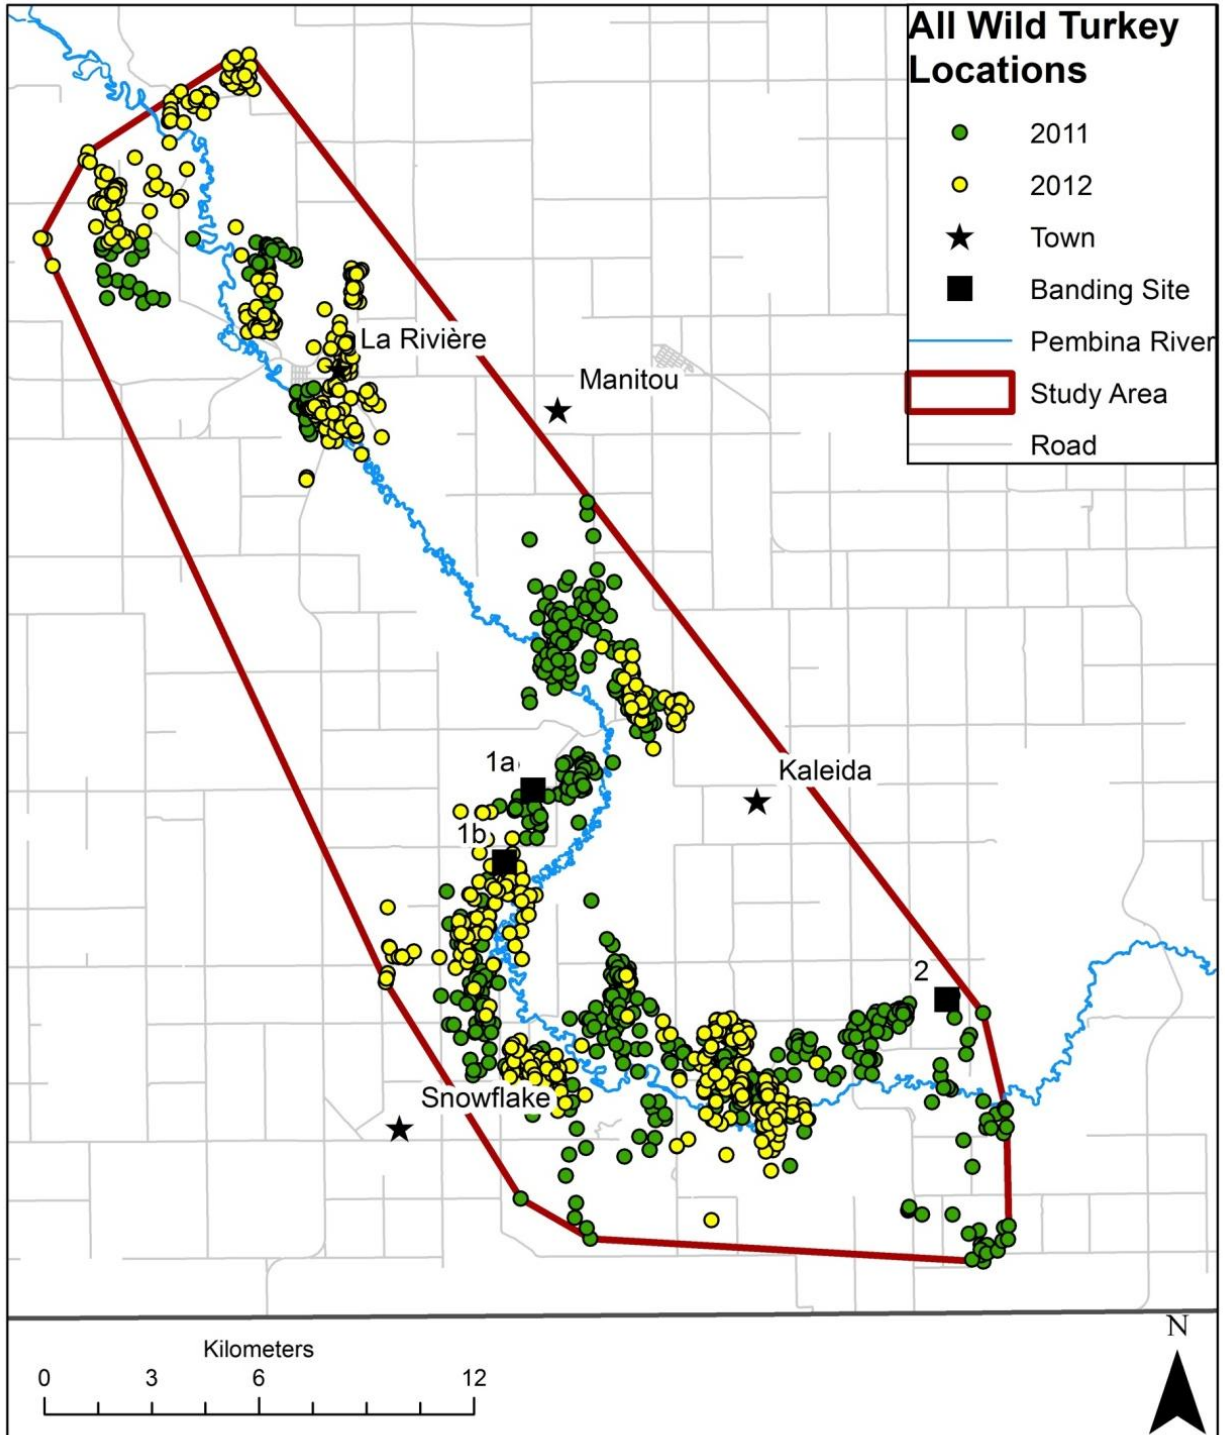 All Wild Turkey
Locations
2011
2012
Town
Banding Site
Pembina River
Study Area
Road
La Rivière
Manitou
1a
Kaleida
1b
2
Snowflake
N
Kilometers
0 3 6 12